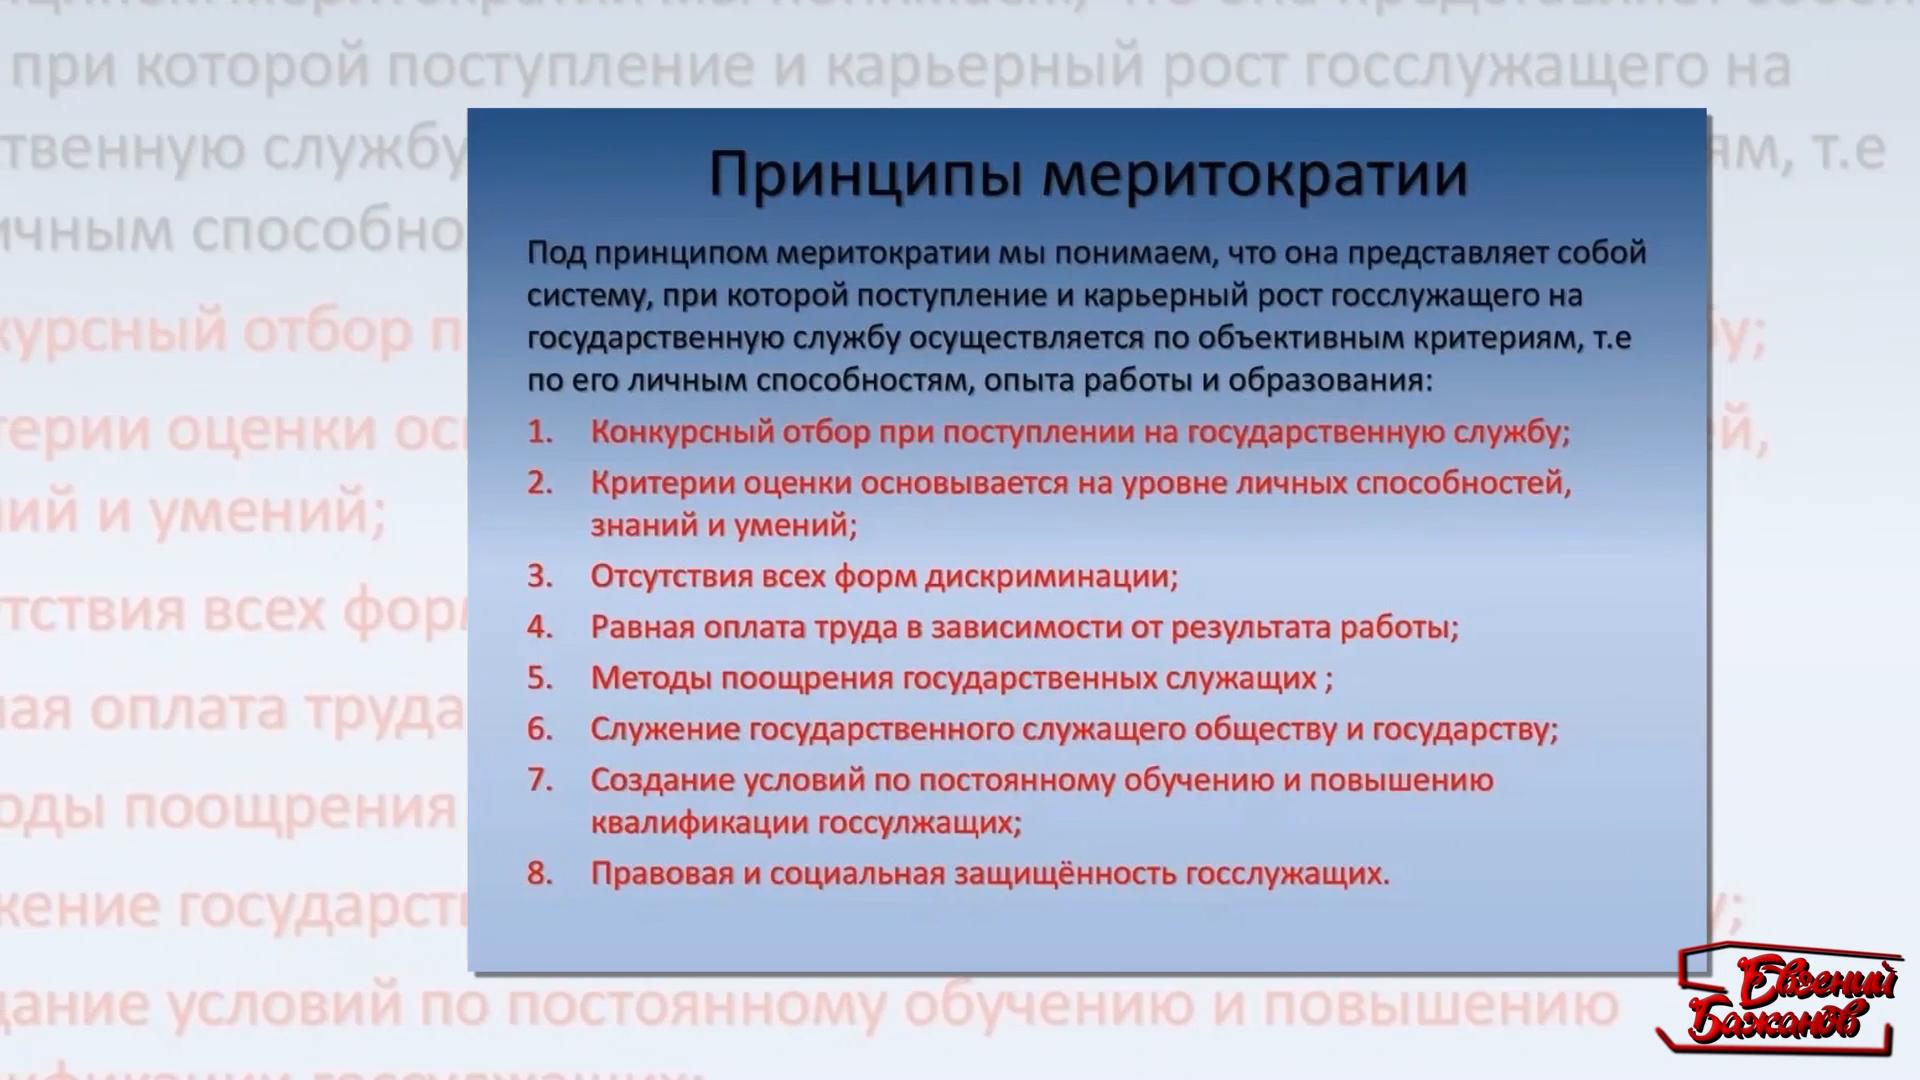 Принципы меритократии
Под принципом меритократии мы понимаем, что она представляет собой
систему, при которой поступление и карьерный рост госслужащего на
государственную службу осуществляется по объективным критериям, т.е
по его личным способностям, опыта работы и образования:
1. Конкурсный отбор при поступлении на государственную службу;
2. Критерии оценки основывается на уровне личных способностей,
знаний и умений;
3. Отсутствия всех форм дискриминации;
4. Равная оплата труда в зависимости от результата работы;
5. Методы поощрения государственных служащих ;
6. Служение государственного служащего обществу и государству;
7. Создание условий по постоянному обучению и повышению
квалификации госсулжащих;
8. Правовая и социальная защищённость госслужащих.
Евгений
Бажанов